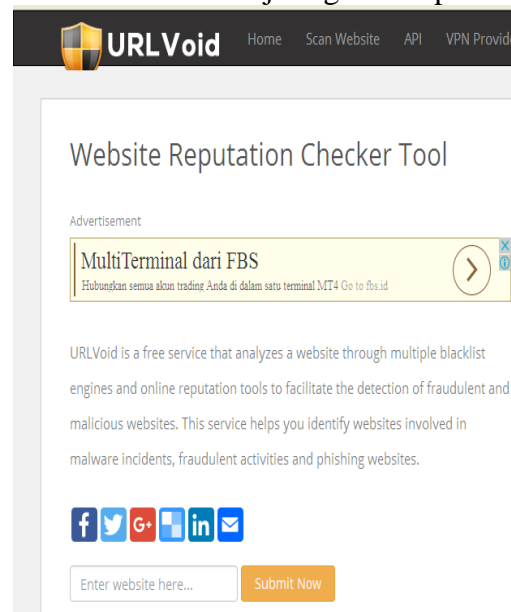 URLVoid Home Scan Website API VPN Provid
Website Reputation Checker Tool
Advertisement
MultiTerminal dari FBS
Hubungkan semua akun trading Anda di dalam satu terminal MT4 Go to fbs.id
URLVoid is a free service that analyzes a website through multiple blacklist
engines and online reputation tools to facilitate the detection of fraudulent and
malicious websites. This service helps you identify websites involved in
malware incidents, fraudulent activities and phishing websites.
Enter website here... Submit Now